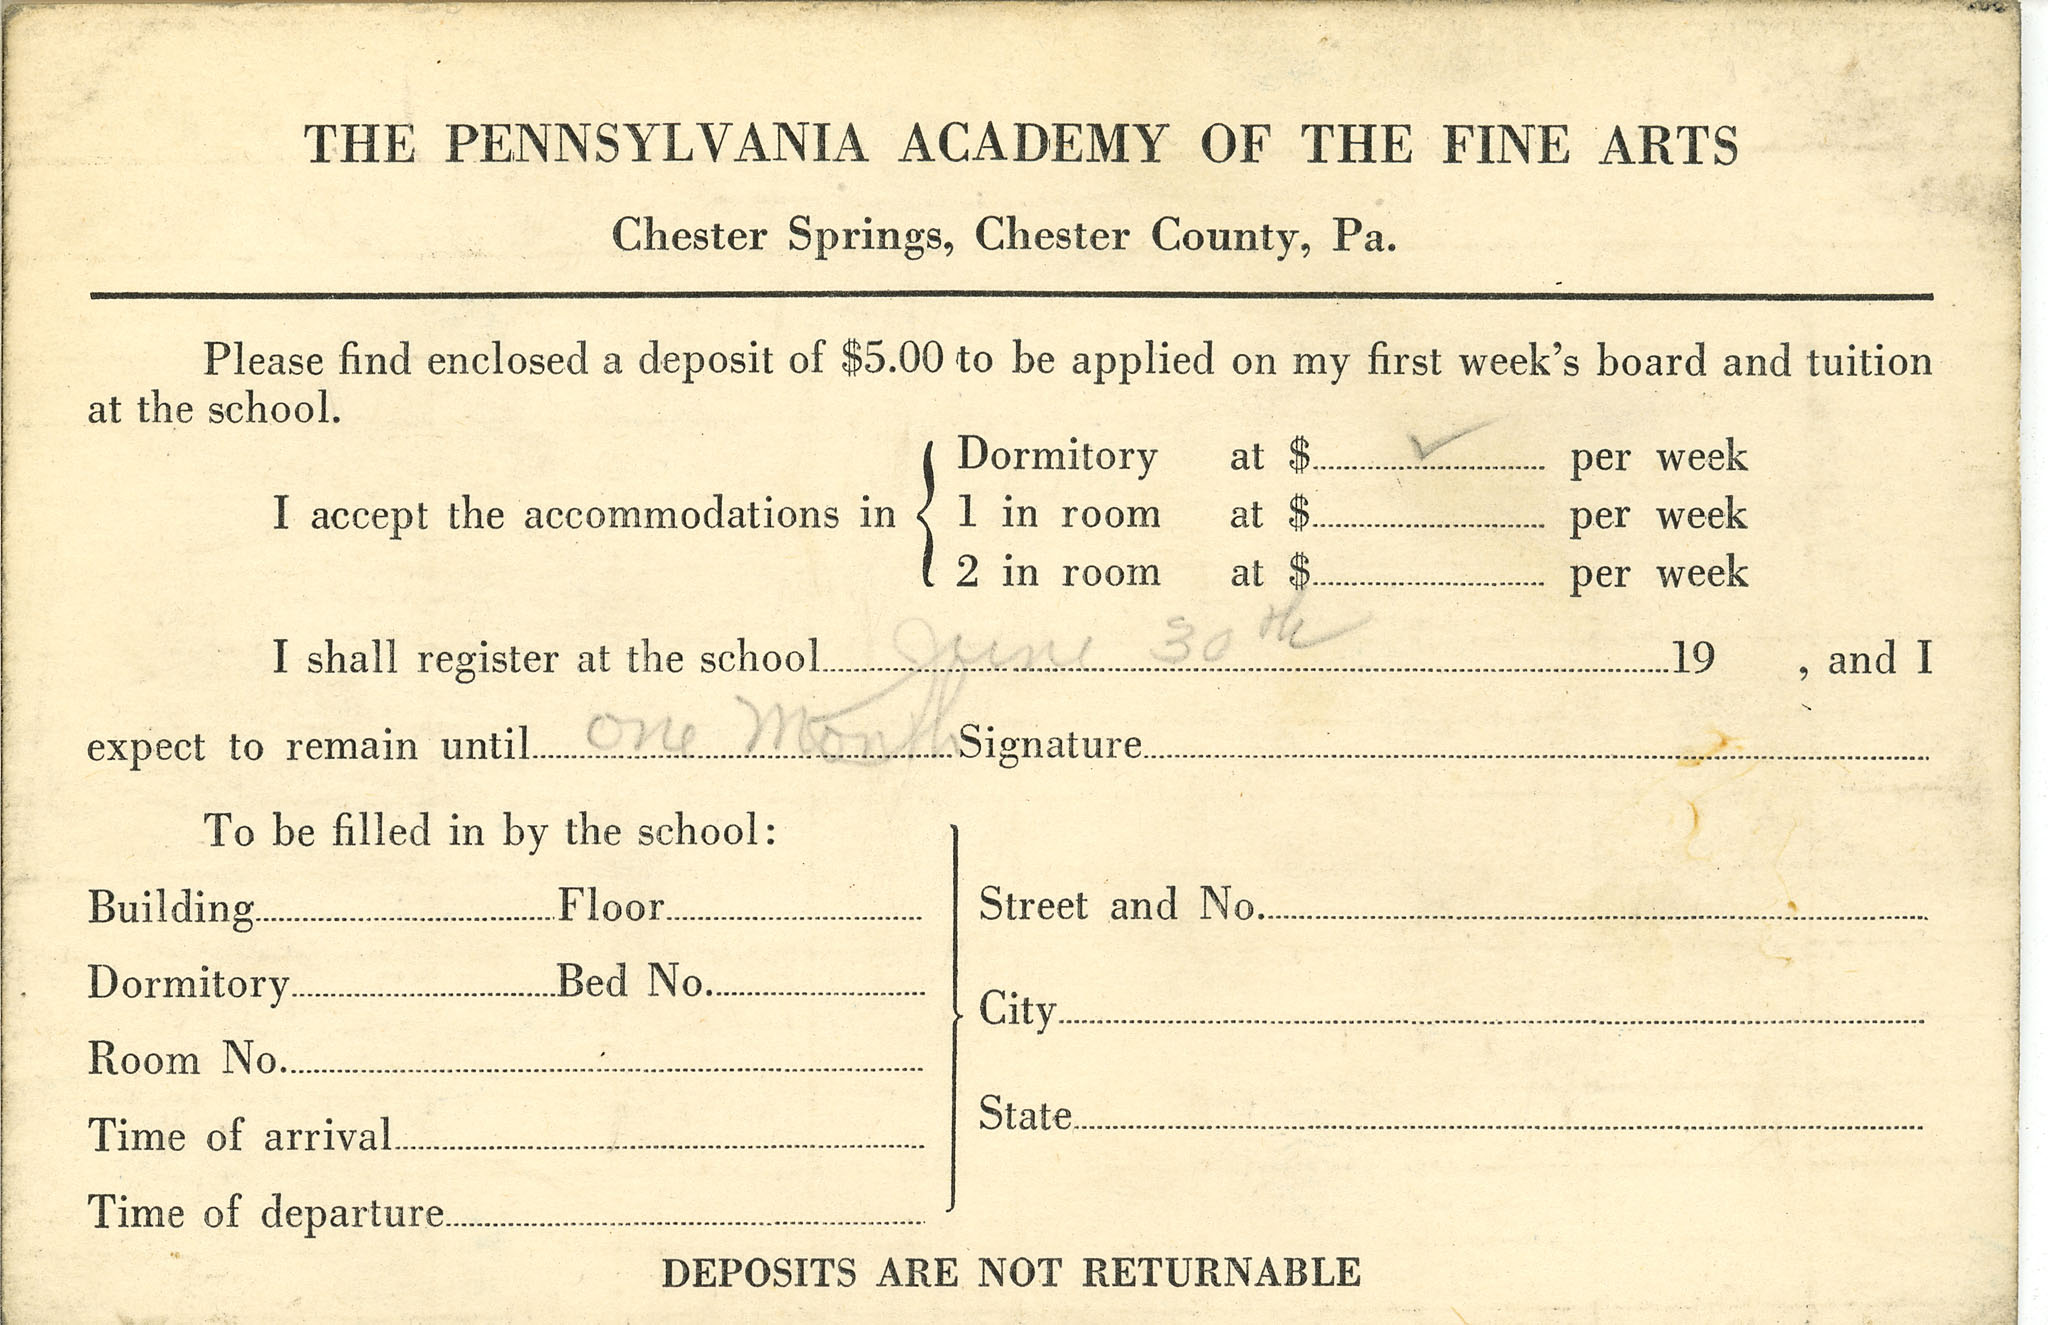 THE PENNSYLVANIA ACADEMY OF THE FINE ARTS
Chester Springs, Chester County, Pa.
Please find enclosed a deposit of $5.00 to be applied on my first week's board and tuition
at the school.
I accept the accommodations in
Dormitory at $ ✓ per week
1 in room at $ per week
2 in room at $ per week
I shall register at the school June 30th 19 , and I
expect to remain until one Month Signature
To be filled in by the school:
Building Floor
Dormitory Bed No.
Room No.
Time of arrival
Time of departure
Street and No.
City
State
DEPOSITS ARE NOT RETURNABLE